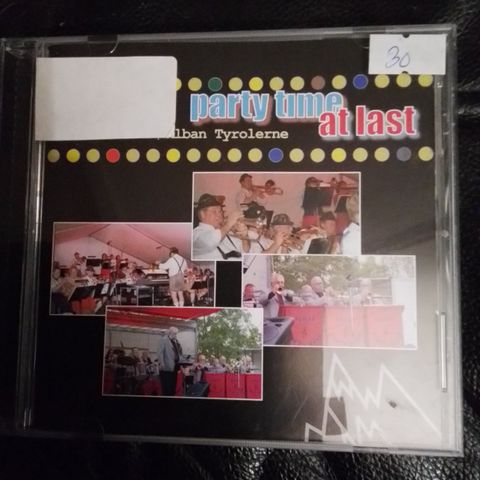 30
party time
at last
Tyrolerne